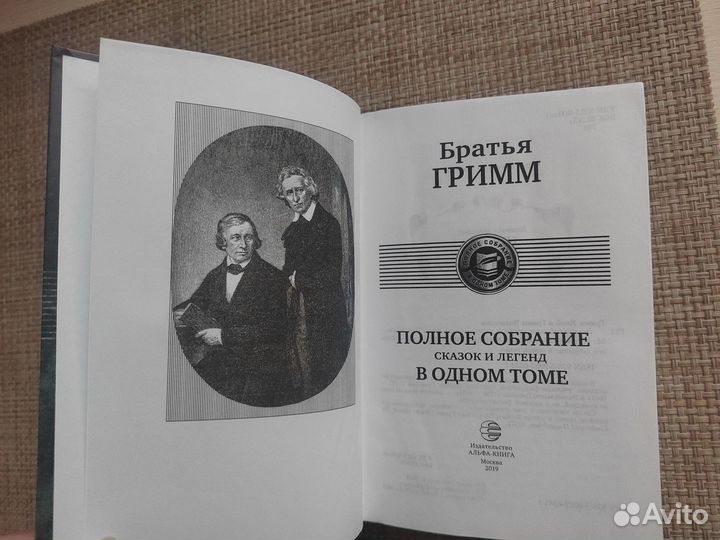 Братья
ГРИММ
ПОЛНОЕ СОБРАНИЕ
В ОДНОМ ТОМЕ
ПОЛНОЕ СОБРАНИЕ
СКАЗОК И ЛЕГЕНД
В ОДНОМ ТОМЕ
Издательство
АЛЬФА-КНИГА
Москва
2019
Avito